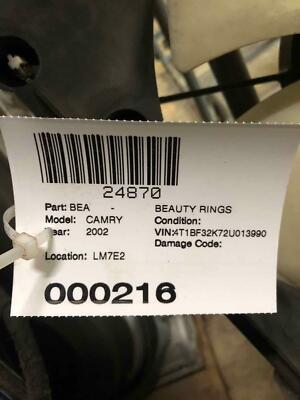 24870
Part: BEA - BEAUTY RINGS
Model: CAMRY Condition:
Year: 2002 VIN:4T1BF32K72U013990
Damage Code:
Location: LM7E2
000216